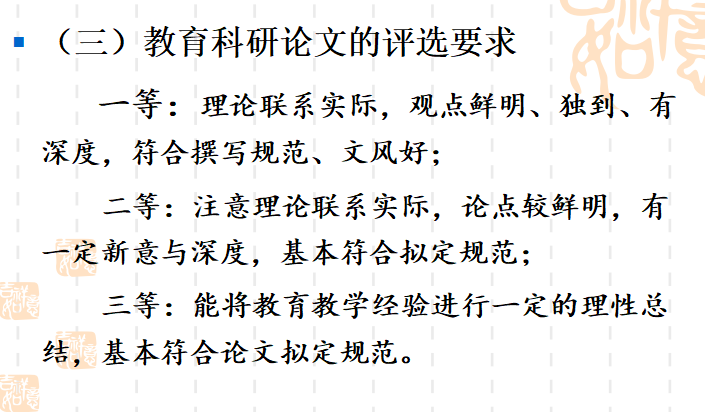 （三）教育科研论文的评选要求
一等：理论联系实际，观点鲜明、独到、有
深度，符合撰写规范、文风好；
二等：注意理论联系实际，论点较鲜明，有
一定新意与深度，基本符合拟定规范；
三等：能将教育教学经验进行一定的理性总
结，基本符合论文拟定规范。